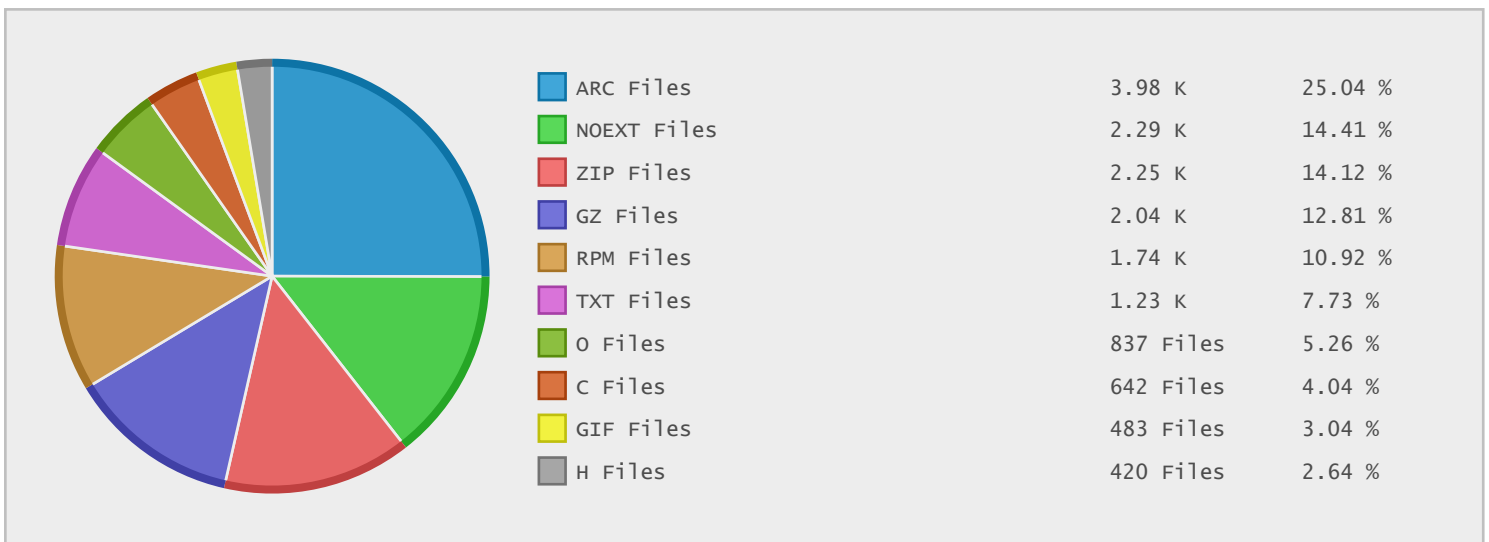 ARC Files 3.98 K 25.04 %
NOEXT Files 2.29 K 14.41 %
ZIP Files 2.25 K 14.12 %
GZ Files 2.04 K 12.81 %
RPM Files 1.74 K 10.92 %
TXT Files 1.23 K 7.73 %
O Files 837 Files 5.26 %
C Files 642 Files 4.04 %
GIF Files 483 Files 3.04 %
H Files 420 Files 2.64 %